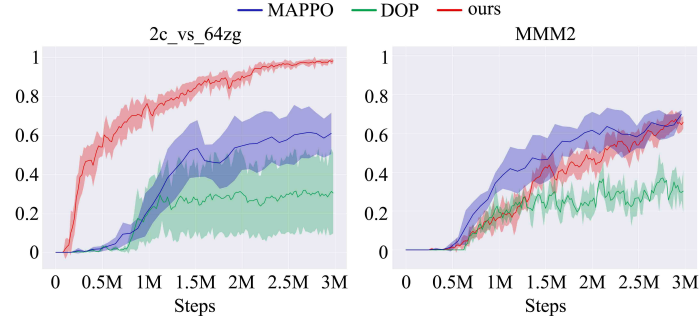 MAPPO DOP ours
2c_vs_64zg MMM2
1 1
0.8 0.8
0.6 0.6
0.4 0.4
0.2 0.2
0 0
0 0.5M 1M 1.5M 2M 2.5M 3M 0 0.5M 1M 1.5M 2M 2.5M 3M
Steps Steps